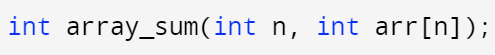 int array_sum(int n, int arr[n]);